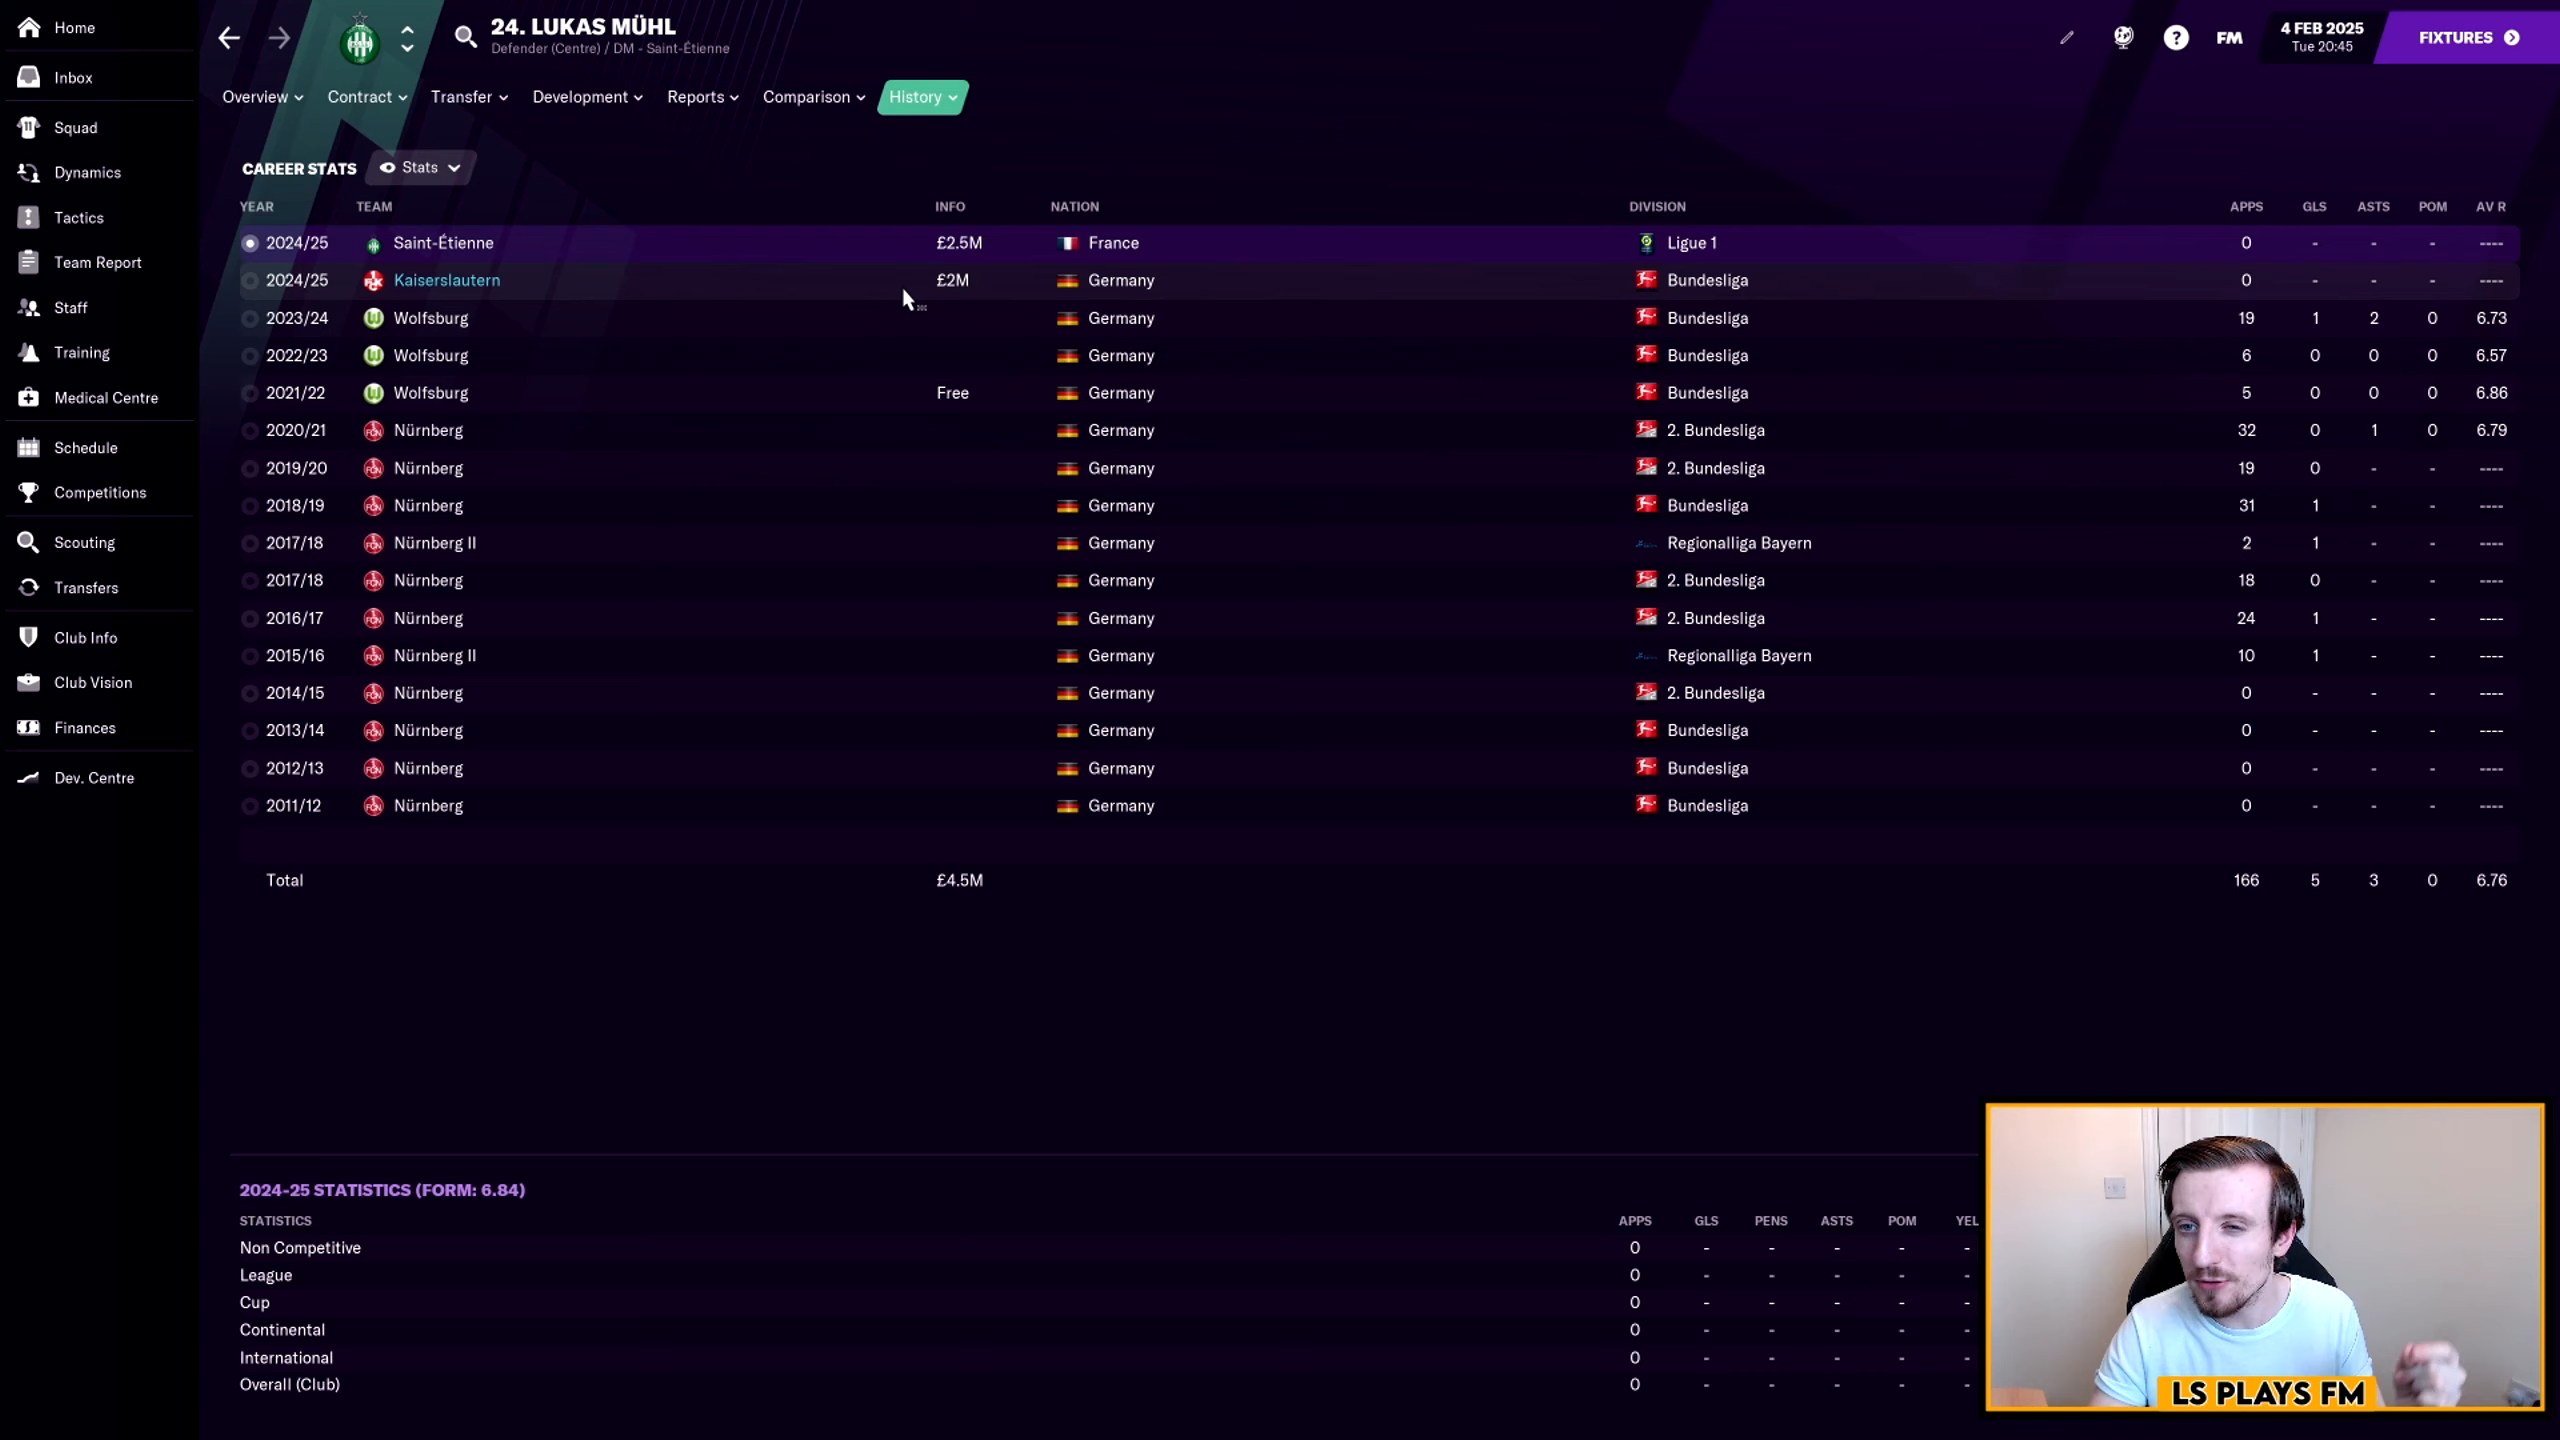 Home
Inbox
Squad
Dynamics
Tactics
Team Report
Staff
Training
Medical Centre
Schedule
Competitions
Scouting
Transfers
Club Info
Club Vision
Finances
Dev. Centre
24. LUKAS MÜHL
Defender (Centre) / DM - Saint-Étienne
FM
4 FEB 2025
Tue 20:45
FIXTURES
Overview Contract Transfer Development Reports Comparison History
CAREER STATS Stats
YEAR TEAM INFO NATION DIVISION APPS GLS ASTS POM AV R
2024/25 Saint-Étienne £2.5M France Ligue 1 0 - - - ----
2024/25 Kaiserslautern £2M Germany Bundesliga 0 - - - ----
2023/24 Wolfsburg Germany Bundesliga 19 1 2 0 6.73
2022/23 Wolfsburg Germany Bundesliga 6 0 0 0 6.57
2021/22 Wolfsburg Free Germany Bundesliga 5 0 0 0 6.86
2020/21 Nürnberg Germany 2. Bundesliga 32 0 1 0 6.79
2019/20 Nürnberg Germany 2. Bundesliga 19 0 - - ----
2018/19 Nürnberg Germany Bundesliga 31 1 - - ----
2017/18 Nürnberg II Germany Regionalliga Bayern 2 1 - - ----
2017/18 Nürnberg Germany 2. Bundesliga 18 0 - - ----
2016/17 Nürnberg Germany 2. Bundesliga 24 1 - - ----
2015/16 Nürnberg II Germany Regionalliga Bayern 10 1 - - ----
2014/15 Nürnberg Germany 2. Bundesliga 0 - - - ----
2013/14 Nürnberg Germany Bundesliga 0 - - - ----
2012/13 Nürnberg Germany Bundesliga 0 - - - ----
2011/12 Nürnberg Germany Bundesliga 0 - - - ----
Total £4.5M 166 5 3 0 6.76
2024-25 STATISTICS (FORM: 6.84)
STATISTICS APPS GLS PENS ASTS POM YEL
Non Competitive 0 - - - - -
League 0 - - - - -
Cup 0 - - - - -
Continental 0 - - - - -
International 0 - - - - -
Overall (Club) 0 - - - - -
LS PLAYS FM